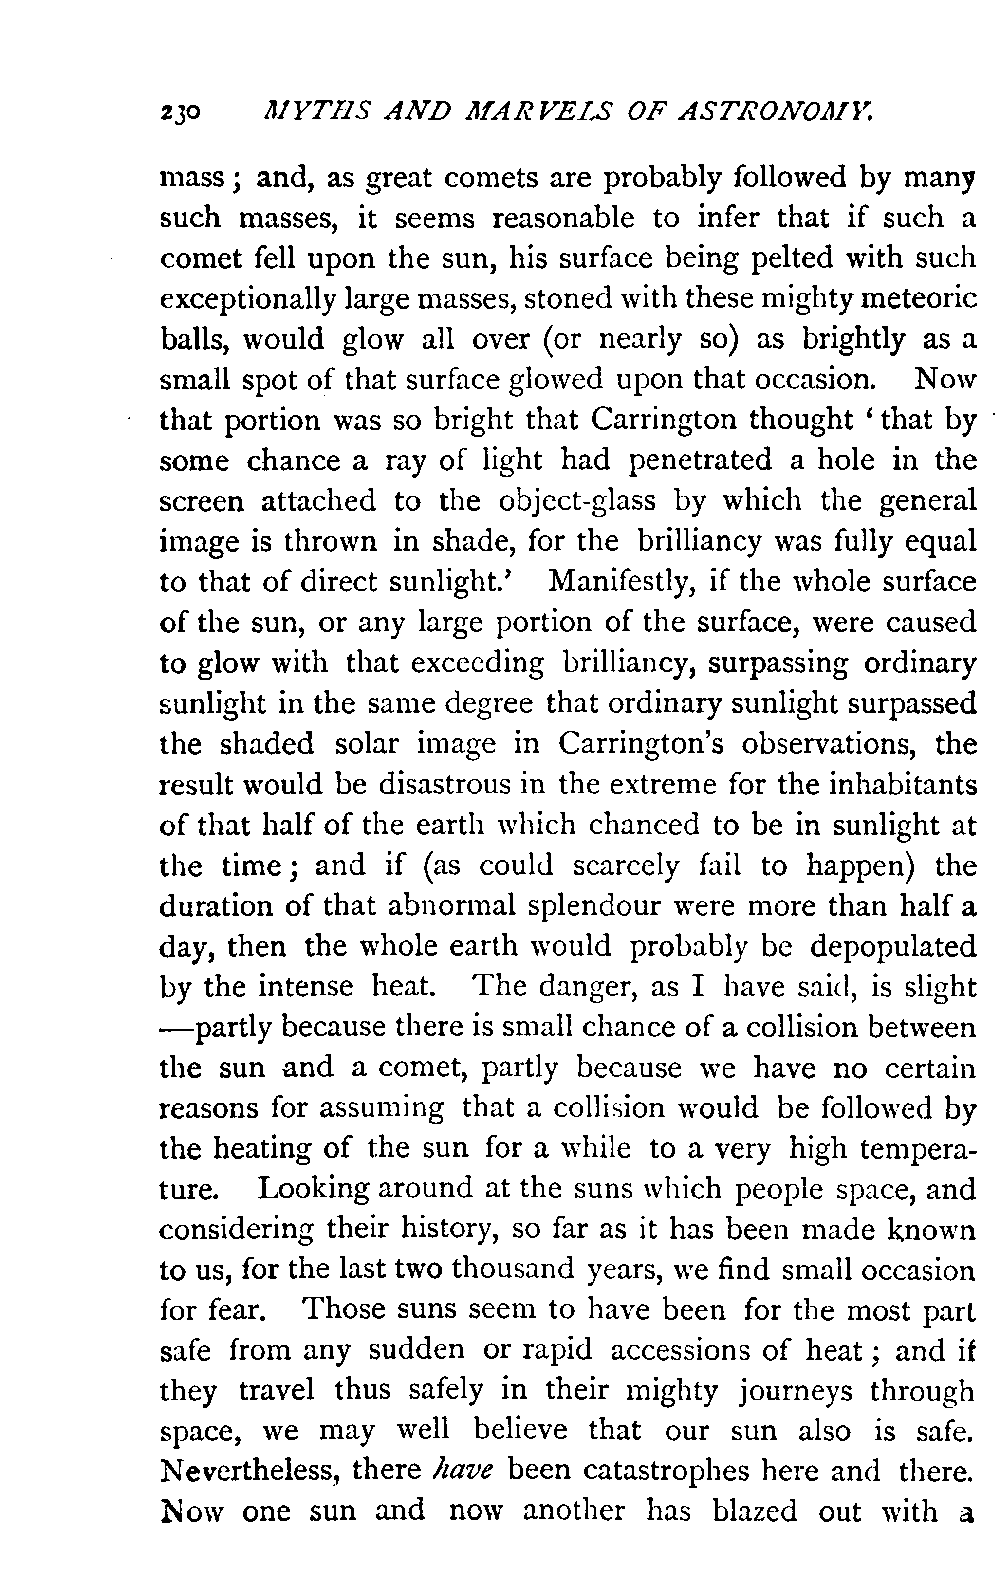 230 MYTHS AND MARVELS OF ASTRONOMY.
mass; and, as great comets are probably followed by many
such masses, it seems reasonable to infer that if such a
comet fell upon the sun, his surface being pelted with such
exceptionally large masses, stoned with these mighty meteoric
balls, would glow all over (or nearly so) as brightly as a
small spot of that surface glowed upon that occasion. Now
that portion was so bright that Carrington thought ‘that by
some chance a ray of light had penetrated a hole in the
screen attached to the object-glass by which the general
image is thrown in shade, for the brilliancy was fully equal
to that of direct sunlight.’ Manifestly, if the whole surface
of the sun, or any large portion of the surface, were caused
to glow with that exceeding brilliancy, surpassing ordinary
sunlight in the same degree that ordinary sunlight surpassed
the shaded solar image in Carrington's observations, the
result would be disastrous in the extreme for the inhabitants
of that half of the earth which chanced to be in sunlight at
the time; and if (as could scarcely fail to happen) the
duration of that abnormal splendour were more than half a
day, then the whole earth would probably be depopulated
by the intense heat. The danger, as I have said, is slight
—partly because there is small chance of a collision between
the sun and a comet, partly because we have no certain
reasons for assuming that a collision would be followed by
the heating of the sun for a while to a very high tempera-
ture. Looking around at the suns which people space, and
considering their history, so far as it has been made known
to us, for the last two thousand years, we find small occasion
for fear. Those suns seem to have been for the most part
safe from any sudden or rapid accessions of heat; and if
they travel thus safely in their mighty journeys through
space, we may well believe that our sun also is safe.
Nevertheless, there have been catastrophes here and there.
Now one sun and now another has blazed out with a